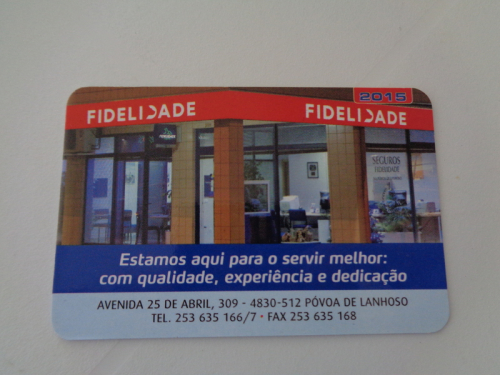 2015
FIDELIDADE FIDELIDADE
SEGUROS
FIDELIDADE
Estamos aqui para o servir melhor:
com qualidade, experiência e dedicação
AVENIDA 25 DE ABRIL, 309 - 4830-512 PÓVOA DE LANHOSO
TEL. 253 635 166/7 · FAX 253 635 168